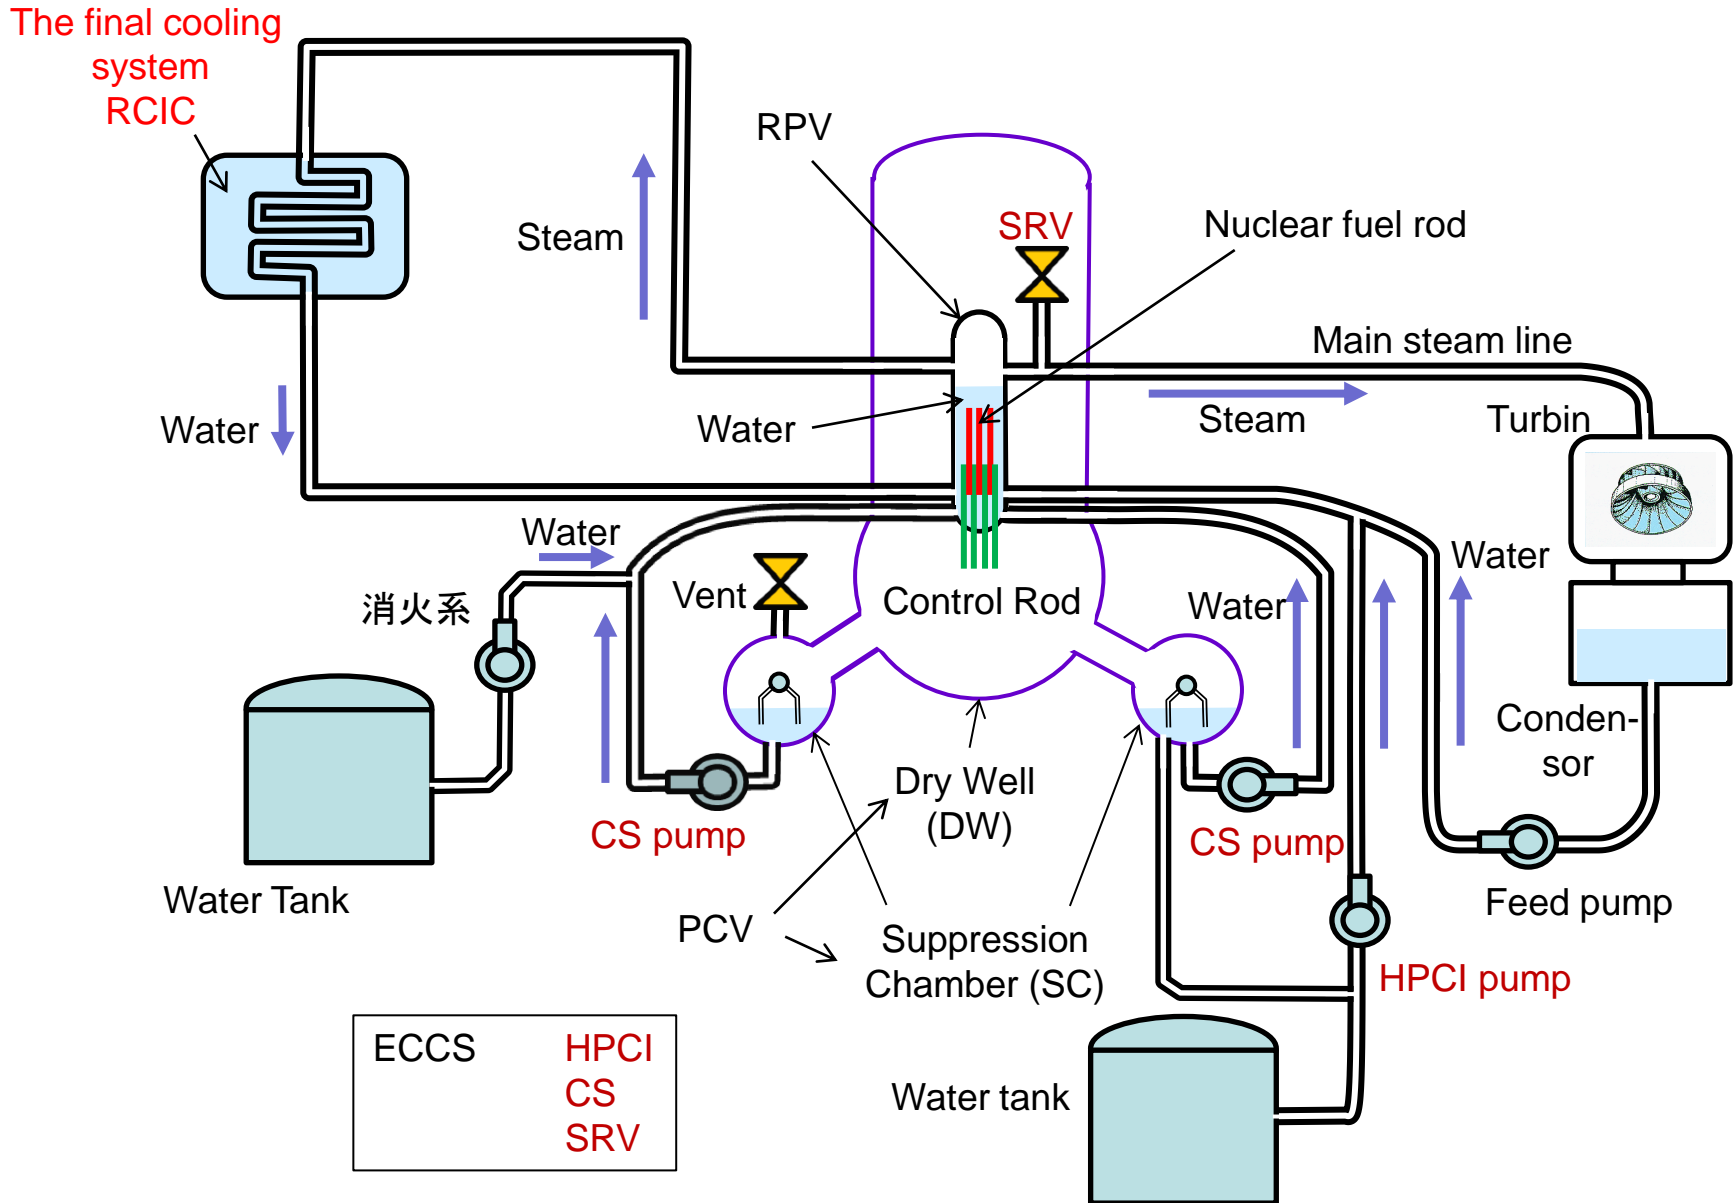 The final cooling
system
RCIC
RPV
SRV
Nuclear fuel rod
Steam
Main steam line
Water
Water
Steam
Turbin
Water
Water
消火系
Vent
Control Rod
Water
Conden-
sor
Dry Well
(DW)
CS pump
CS pump
Water Tank
Feed pump
PCV
Suppression
Chamber (SC)
HPCI pump
ECCS HPCI
CS
SRV
Water tank